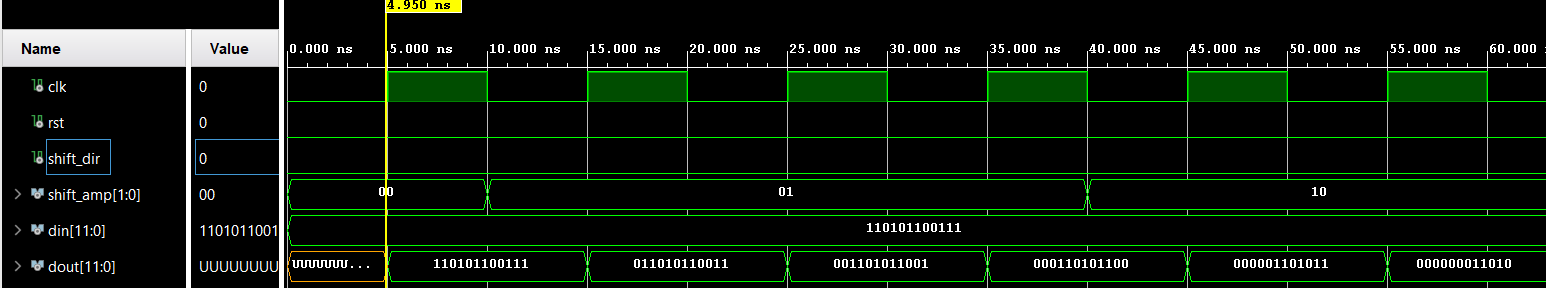 4.950 ns
Name Value 0.000 ns 5.000 ns 10.000 ns 15.000 ns 20.000 ns 25.000 ns 30.000 ns 35.000 ns 40.000 ns 45.000 ns 50.000 ns 55.000 ns 60.000
clk 0
rst 0
shift_dir 0
shift_amp[1:0] 00 00 01 10
din[11:0] 1101011001 110101100111
dout[11:0] UUUUUUUU UUUUUUU... 110101100111 011010110011 001101011001 000110101100 000001101011 000000011010